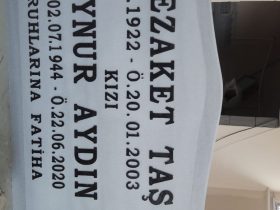 EZAKET TAŞ
.1922 - Ö.20.01.2003
KIZI
YNUR AYDIN
02.07.1944 - Ö.22.06.2020
RUHLARINA FATİHA